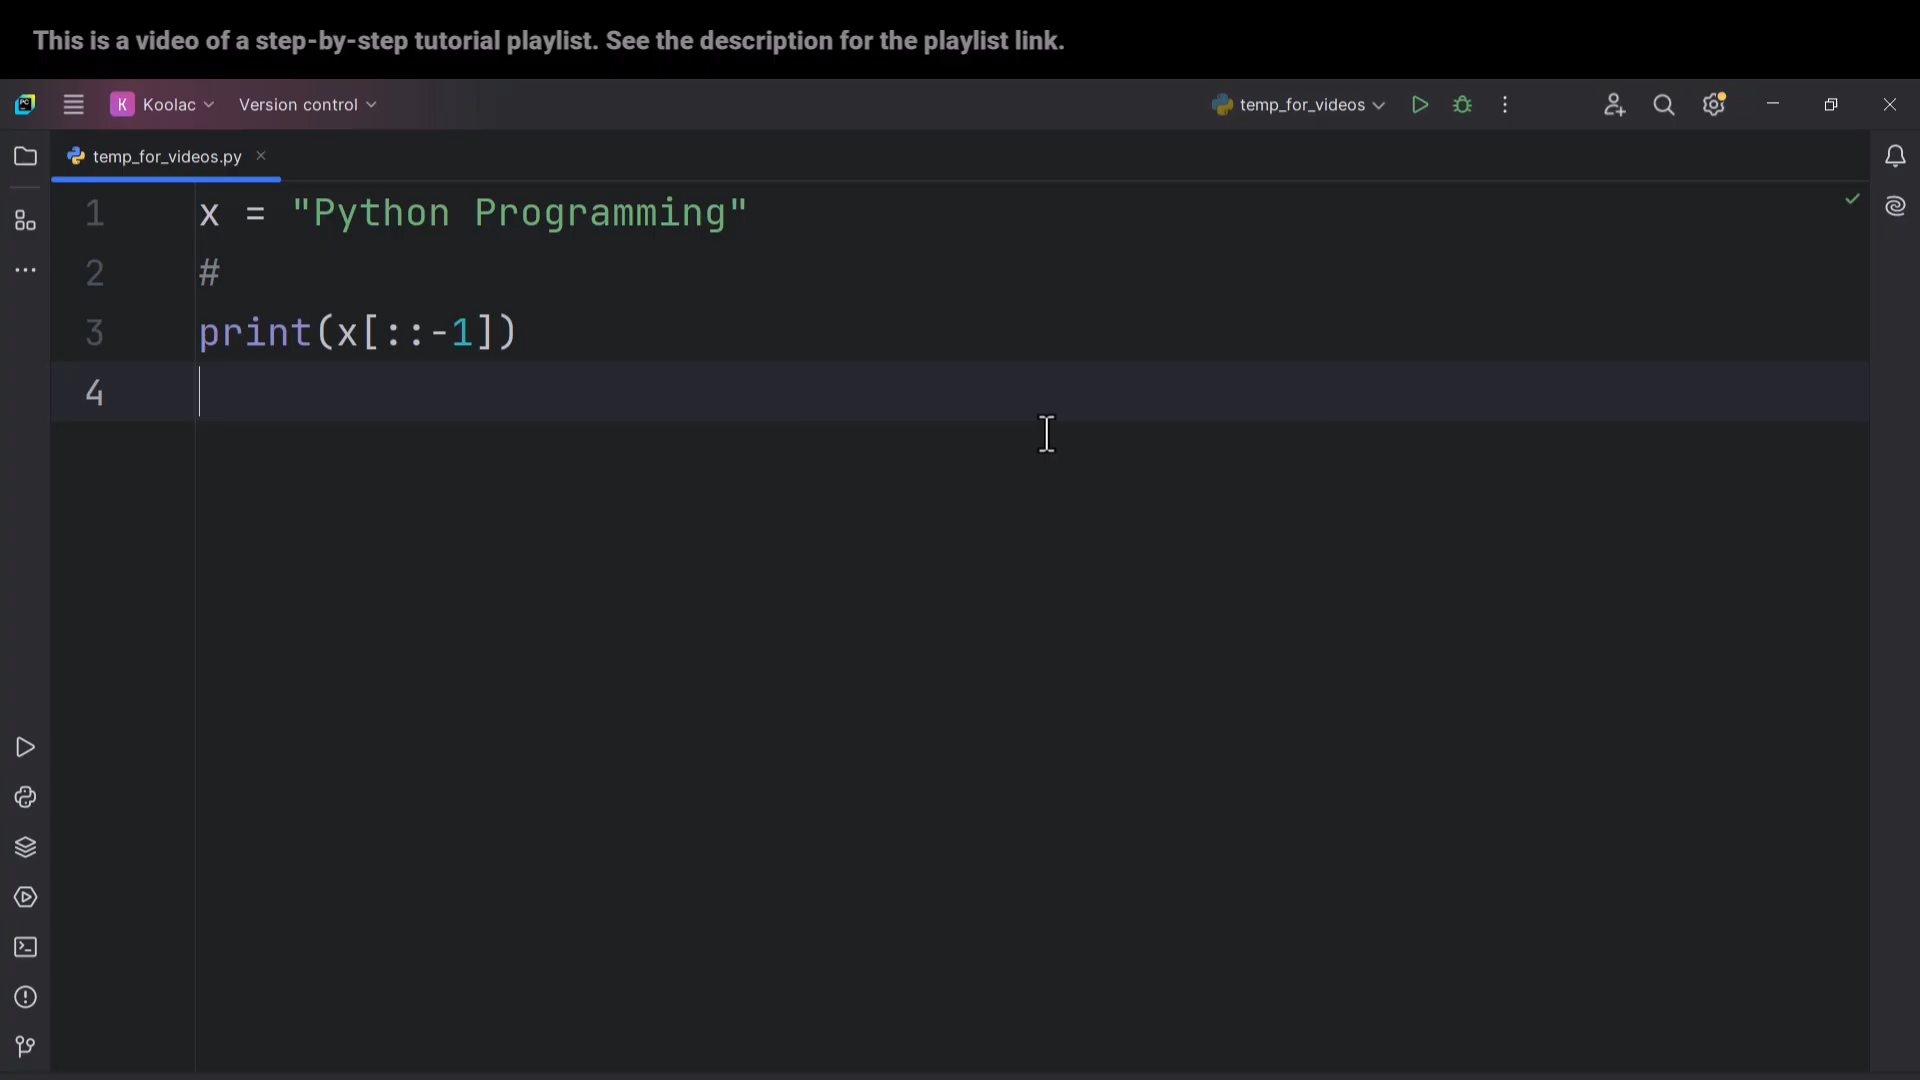 This is a video of a step-by-step tutorial playlist. See the description for the playlist link.
K Koolac Version control temp_for_videos
temp_for_videos.py
1 x = "Python Programming"
2 #
3 print(x[::-1])
4